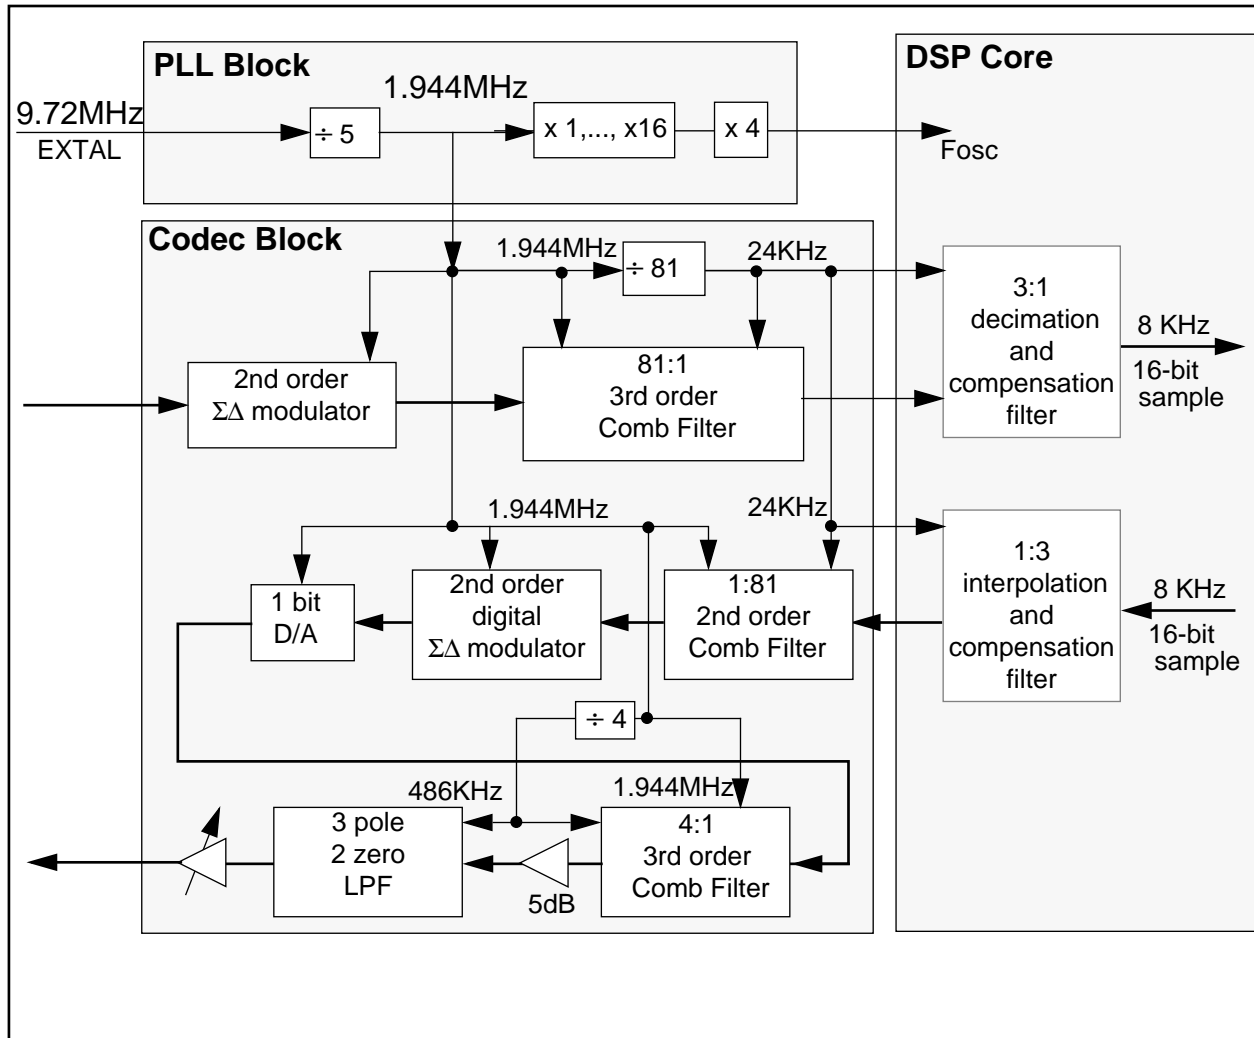 PLL Block
DSP Core
9.72MHz
EXTAL
÷ 5
1.944MHz
x 1,..., x16
x 4
Fosc
Codec Block
1.944MHz
÷ 81
24KHz
2nd order
ΣΔ modulator
81:1
3rd order
Comb Filter
3:1
decimation
and
compensation
filter
8 KHz
16-bit
sample
1.944MHz
24KHz
1 bit
D/A
2nd order
digital
ΣΔ modulator
1:81
2nd order
Comb Filter
1:3
interpolation
and
compensation
filter
8 KHz
16-bit
sample
÷ 4
486KHz
1.944MHz
3 pole
2 zero
LPF
5dB
4:1
3rd order
Comb Filter